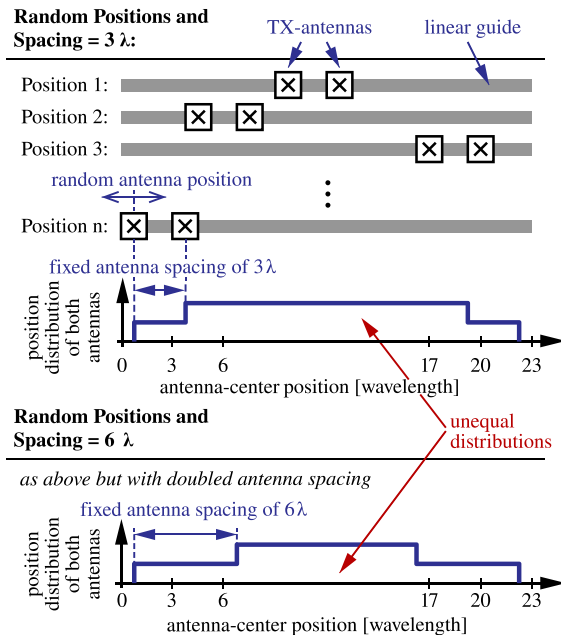 Random Positions and
Spacing = 3 λ:
TX-antennas
linear guide
Position 1:
Position 2:
Position 3:
random antenna position
Position n:
fixed antenna spacing of 3λ
position
distribution
of both
antennas
0 3 6 17 20 23
antenna-center position [wavelength]
Random Positions and
Spacing = 6 λ
unequal
distributions
as above but with doubled antenna spacing
fixed antenna spacing of 6λ
position
distribution
of both
antennas
0 3 6 17 20 23
antenna-center position [wavelength]